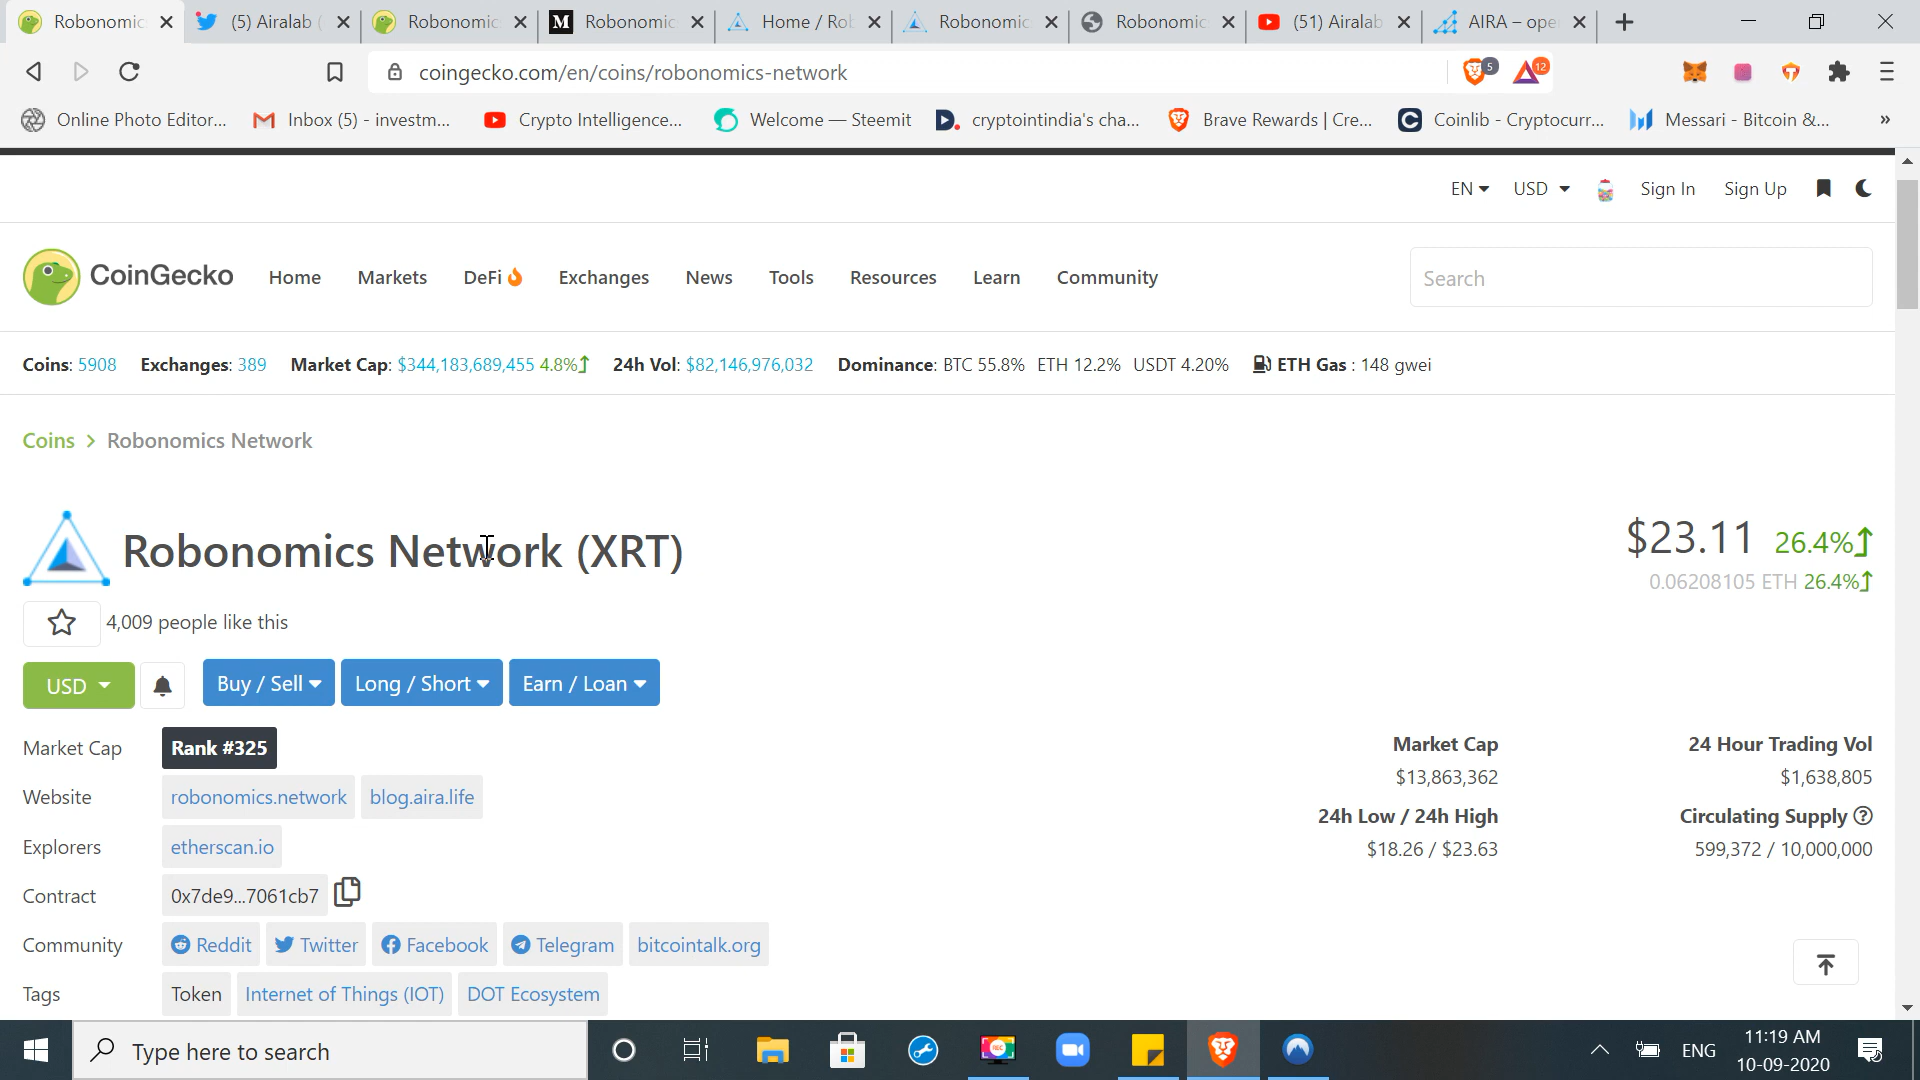 Robonomic
(5) Airalab (
Robonomic
Robonomic
Home / Rob
Robonomic
Robonomic
(51) Airalab
AIRA – ope
coingecko.com/en/coins/robonomics-network
5
12
Online Photo Editor...
Inbox (5) - investm...
Crypto Intelligence...
Welcome — Steemit
cryptointindia's cha...
Brave Rewards | Cre...
Coinlib - Cryptocurr...
Messari - Bitcoin &...
»
EN
USD
Sign In
Sign Up
CoinGecko
Home
Markets
DeFi
Exchanges
News
Tools
Resources
Learn
Community
Search
Coins: 5908 Exchanges: 389 Market Cap: $344,183,689,455 4.8% 24h Vol: $82,146,976,032 Dominance: BTC 55.8% ETH 12.2% USDT 4.20% ETH Gas : 148 gwei
Coins > Robonomics Network
Robonomics Network (XRT)
$23.11 26.4%
0.06208105 ETH 26.4%
4,009 people like this
USD
Buy / Sell
Long / Short
Earn / Loan
Market Cap Rank #325
Website robonomics.network blog.aira.life
Explorers etherscan.io
Contract 0x7de9...7061cb7
Community Reddit Twitter Facebook Telegram bitcointalk.org
Tags Token Internet of Things (IOT) DOT Ecosystem
Market Cap
$13,863,362
24 Hour Trading Vol
$1,638,805
24h Low / 24h High
$18.26 / $23.63
Circulating Supply ?
599,372 / 10,000,000
Type here to search
REC
ENG
11:19 AM
10-09-2020